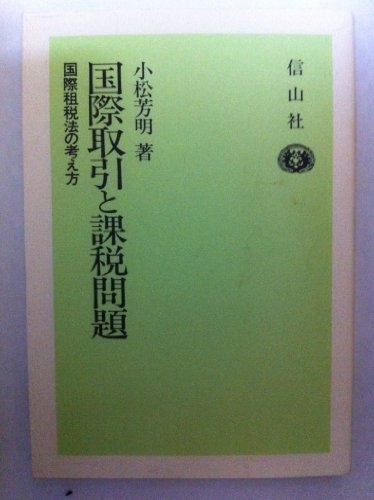 信山社
小松芳明 著
国際取引と課税問題
国際租税法の考え方